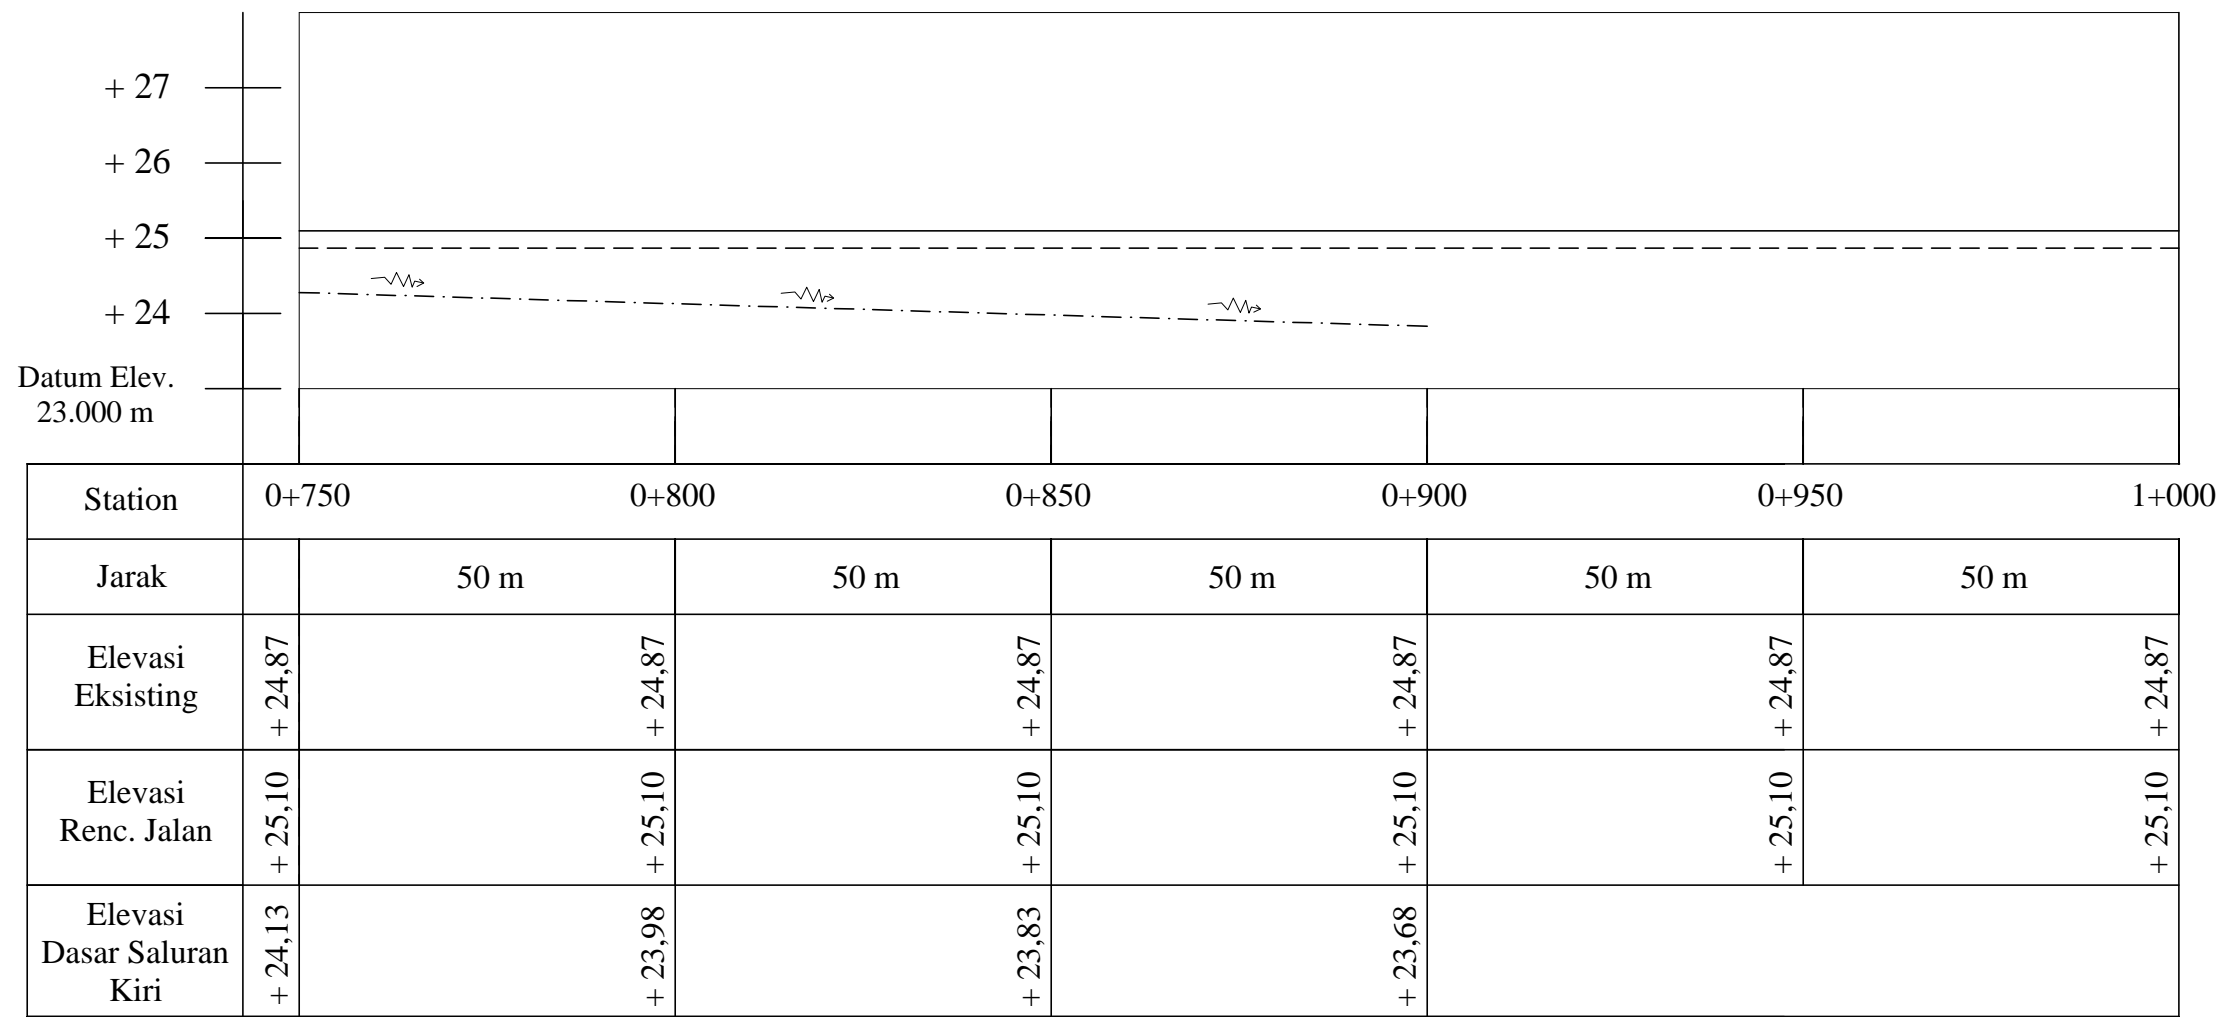 + 27
+ 26
+ 25
+ 24
Datum Elev.
23.000 m
Station
0+750 0+800 0+850 0+900 0+950 1+000
Jarak
50 m 50 m 50 m 50 m 50 m
Elevasi
Eksisting
+ 24,87 + 24,87 + 24,87 + 24,87 + 24,87 + 24,87
Elevasi
Renc. Jalan
+ 25,10 + 25,10 + 25,10 + 25,10 + 25,10 + 25,10
Elevasi
Dasar Saluran
Kiri
+ 24,13 + 23,98 + 23,83 + 23,68